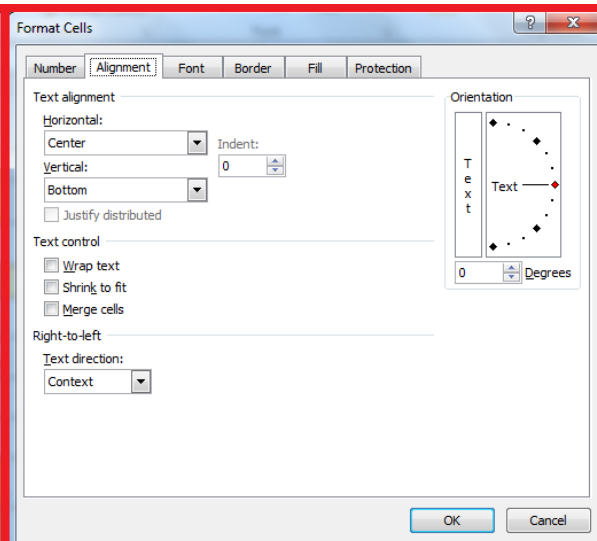 Format Cells
?
X
Number Alignment Font Border Fill Protection
Text alignment
Horizontal:
Center
Indent:
0
Vertical:
Bottom
Justify distributed
Text control
Wrap text
Shrink to fit
Merge cells
Right-to-left
Text direction:
Context
Orientation
Text
Text
0 Degrees
OK Cancel